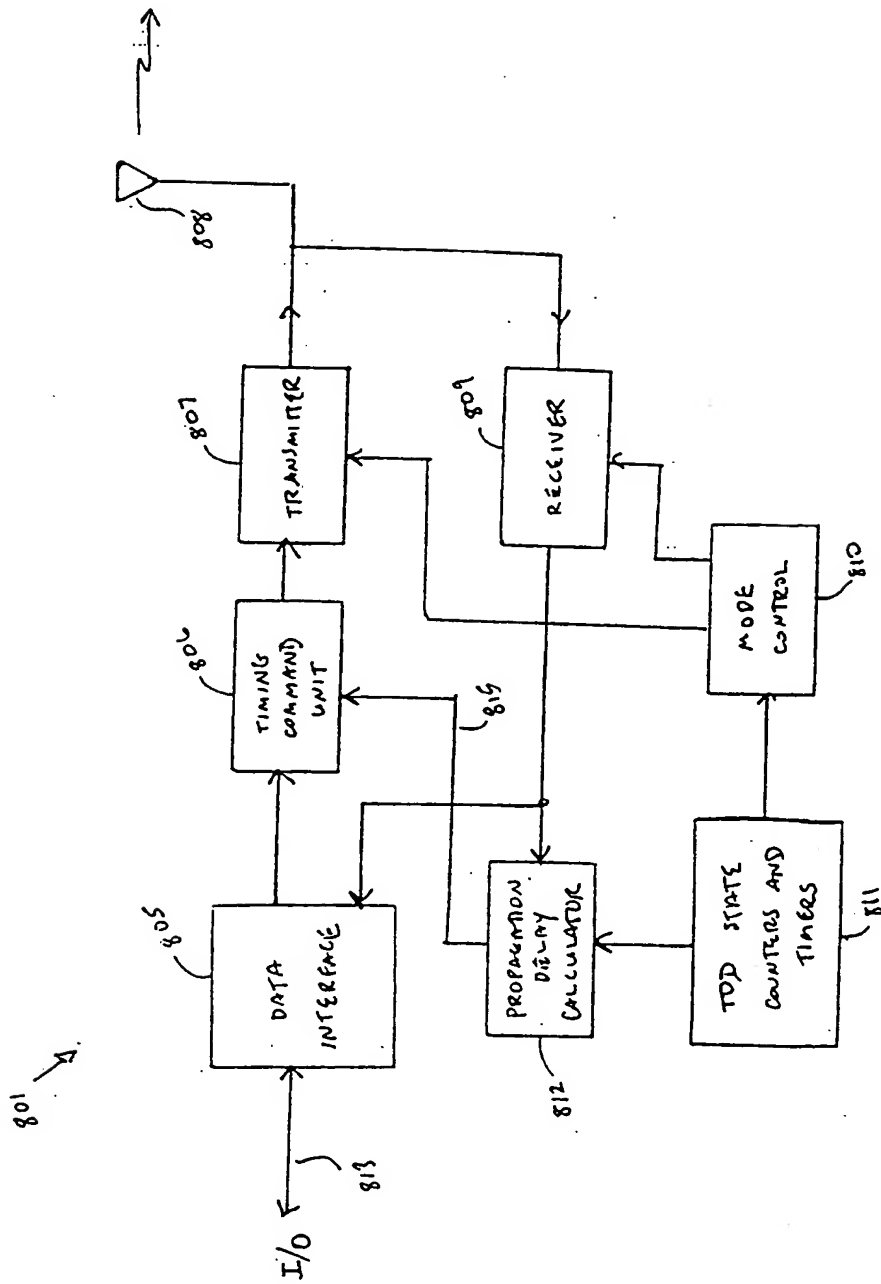 801
I/O
813
805
DATA
INTERFACE
806
TIMING
COMMAND
UNIT
807
TRANSMITTER
808
815
812
PROPAGATION
DELAY
CALCULATOR
809
RECEIVER
811
TDD STATE
COUNTERS AND
TIMERS
810
MODE
CONTROL